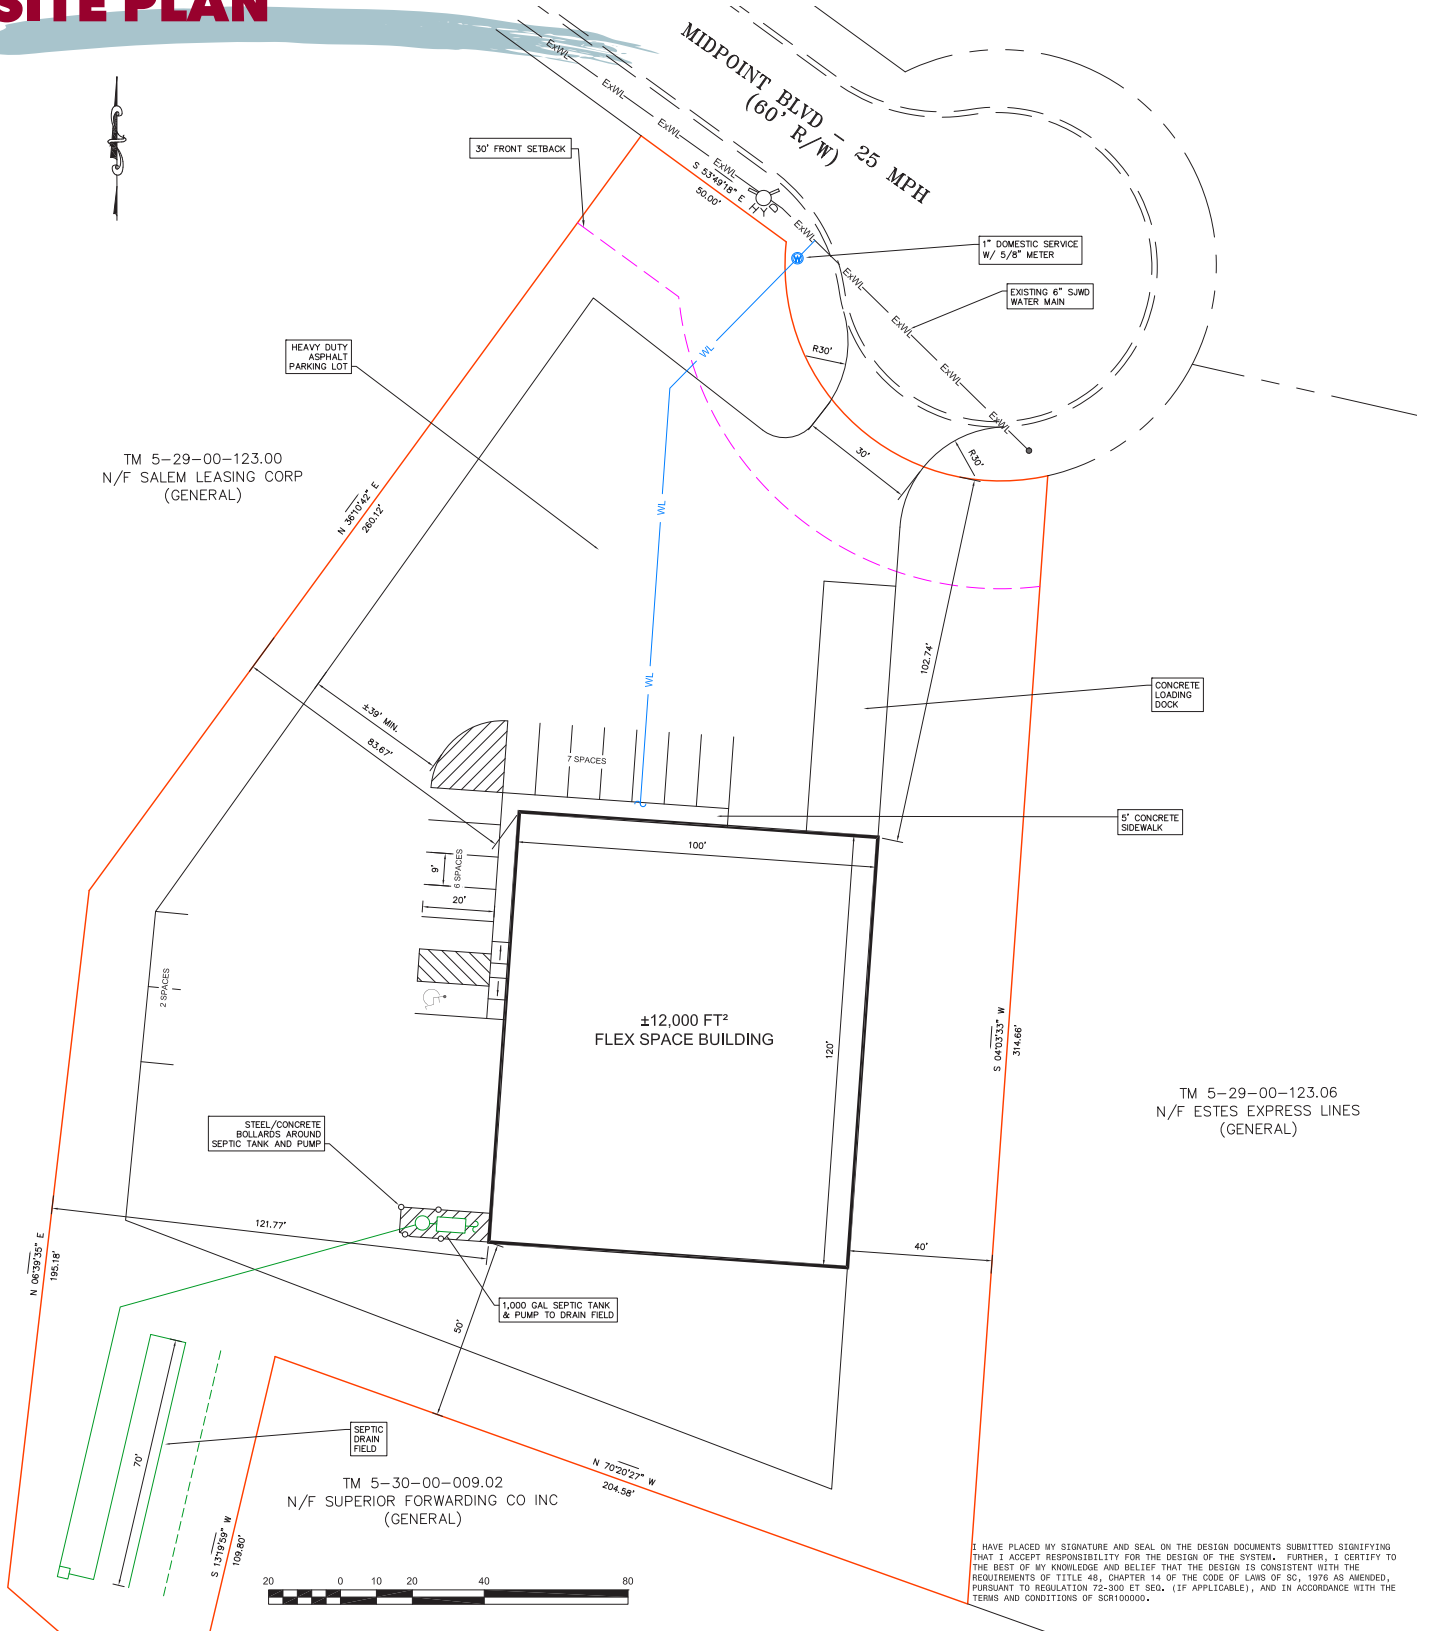 SITE PLAN
MIDPOINT BLVD – 25 MPH
(60' R/W)
ExWL
ExWL
ExWL
ExWL
ExWL
ExWL
ExWL
ExWL
ExWL
30' FRONT SETBACK
S 53°49'18" E
50.00'
HYD
W
1" DOMESTIC SERVICE
W/ 5/8" METER
EXISTING 6" SJWD
WATER MAIN
HEAVY DUTY
ASPHALT
PARKING LOT
WL
R30'
30'
R30'
TM 5-29-00-123.00
N/F SALEM LEASING CORP
(GENERAL)
N 36°10'42" E
260.12'
WL
WL
102.74'
CONCRETE
LOADING
DOCK
±39' MIN.
83.67'
7 SPACES
5' CONCRETE
SIDEWALK
100'
9'
6 SPACES
20'
2 SPACES
±12,000 FT²
FLEX SPACE BUILDING
120'
S 04°03'33" W
314.66'
TM 5-29-00-123.06
N/F ESTES EXPRESS LINES
(GENERAL)
STEEL/CONCRETE
BOLLARDS AROUND
SEPTIC TANK AND PUMP
121.77'
40'
N 06°39'35" E
195.18'
1,000 GAL SEPTIC TANK
& PUMP TO DRAIN FIELD
50'
SEPTIC
DRAIN
FIELD
70'
TM 5-30-00-009.02
N/F SUPERIOR FORWARDING CO INC
(GENERAL)
N 70°20'27" W
204.58'
S 13°19'59" W
109.80'
20 0 10 20 40 80
I HAVE PLACED MY SIGNATURE AND SEAL ON THE DESIGN DOCUMENTS SUBMITTED SIGNIFYING
THAT I ACCEPT RESPONSIBILITY FOR THE DESIGN OF THE SYSTEM. FURTHER, I CERTIFY TO
THE BEST OF MY KNOWLEDGE AND BELIEF THAT THE DESIGN IS CONSISTENT WITH THE
REQUIREMENTS OF TITLE 48, CHAPTER 14 OF THE CODE OF LAWS OF SC, 1976 AS AMENDED,
PURSUANT TO REGULATION 72-300 ET SEQ. (IF APPLICABLE), AND IN ACCORDANCE WITH THE
TERMS AND CONDITIONS OF SCR100000.